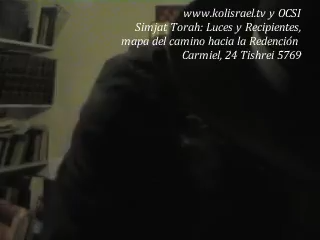 www.kolisrael.tv y OCSI
Simjat Torah: Luces y Recipientes,
mapa del camino hacia la Redención
Carmiel, 24 Tishrei 5769